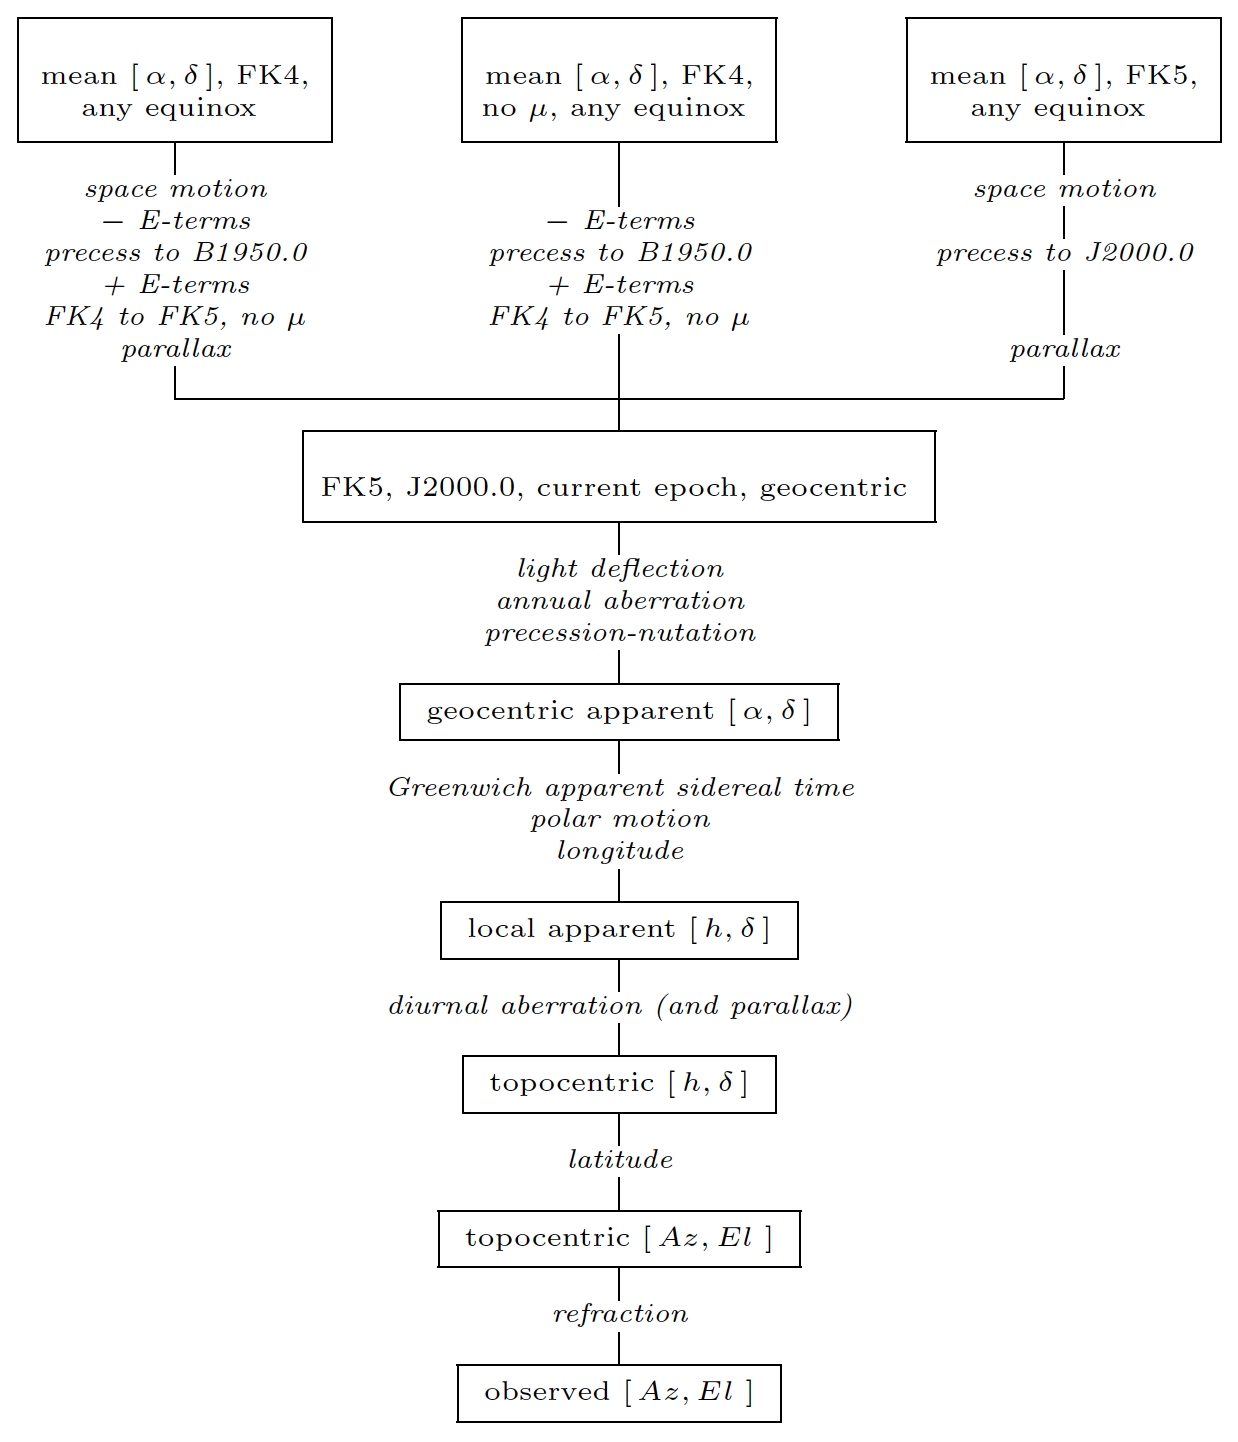 mean [ α, δ ], FK4,
any equinox
mean [ α, δ ], FK4,
no μ, any equinox
mean [ α, δ ], FK5,
any equinox
space motion
− E-terms
precess to B1950.0
+ E-terms
FK4 to FK5, no μ
parallax
− E-terms
precess to B1950.0
+ E-terms
FK4 to FK5, no μ
space motion
precess to J2000.0
parallax
FK5, J2000.0, current epoch, geocentric
light deflection
annual aberration
precession-nutation
geocentric apparent [ α, δ ]
Greenwich apparent sidereal time
polar motion
longitude
local apparent [ h, δ ]
diurnal aberration (and parallax)
topocentric [ h, δ ]
latitude
topocentric [ Az, El ]
refraction
observed [ Az, El ]